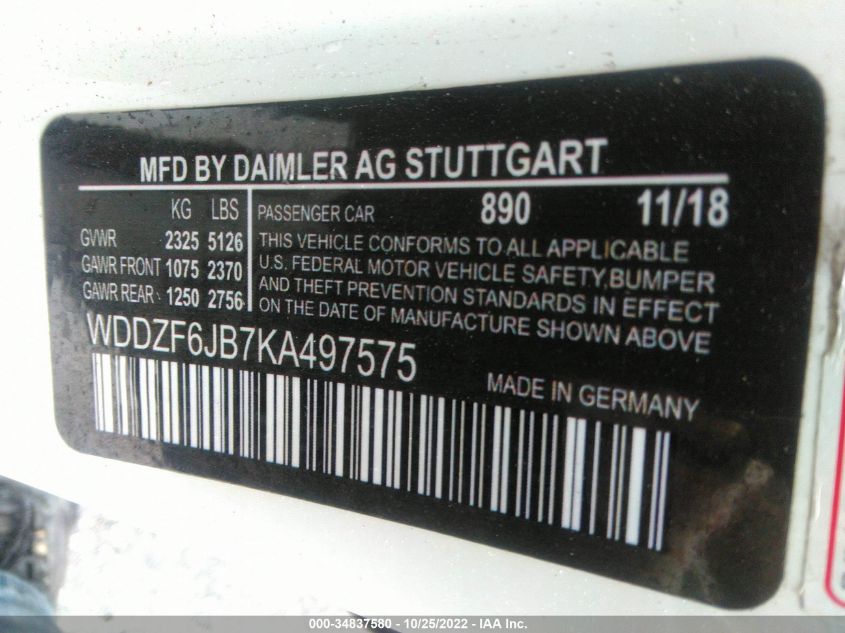 MFD BY DAIMLER AG STUTTGART
KG LBS
GVWR 2325 5126
GAWR FRONT 1075 2370
GAWR REAR 1250 2756
PASSENGER CAR 890 11/18
THIS VEHICLE CONFORMS TO ALL APPLICABLE
U.S. FEDERAL MOTOR VEHICLE SAFETY,BUMPER
AND THEFT PREVENTION STANDARDS IN EFFECT
ON THE DATE OF MANUFACTURE SHOWN ABOVE
WDDZF6JB7KA497575
MADE IN GERMANY
000-34837580 - 10/25/2022 - IAA Inc.